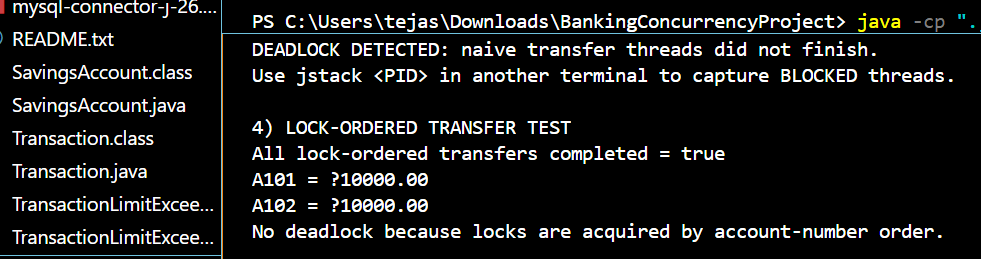 mysql-connector-j-26....
README.txt
SavingsAccount.class
SavingsAccount.java
Transaction.class
Transaction.java
TransactionLimitExcee...
TransactionLimitExcee...
PS C:\Users\tejas\Downloads\BankingConcurrencyProject> java -cp ".
DEADLOCK DETECTED: naive transfer threads did not finish.
Use jstack <PID> in another terminal to capture BLOCKED threads.
4) LOCK-ORDERED TRANSFER TEST
All lock-ordered transfers completed = true
A101 = ?10000.00
A102 = ?10000.00
No deadlock because locks are acquired by account-number order.